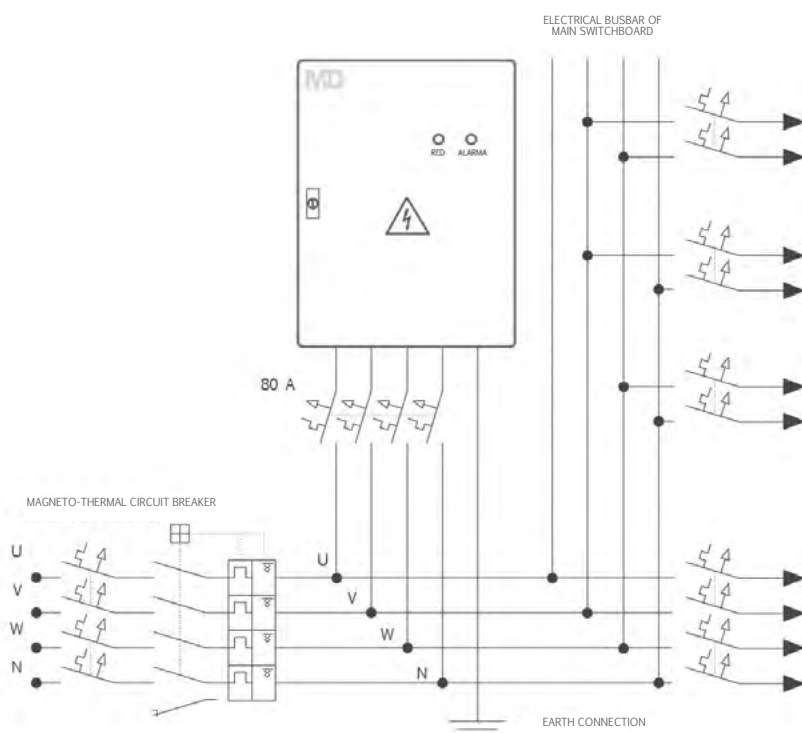 ELECTRICAL BUSBAR OF
MAIN SWITCHBOARD
MD
RED ALARMA
80 A
MAGNETO-THERMAL CIRCUIT BREAKER
U
V
W
N
U
V
W
N
EARTH CONNECTION